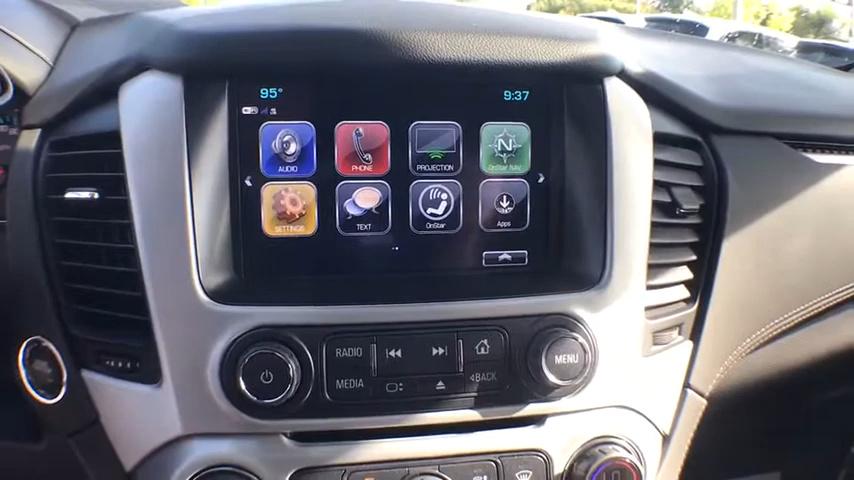 95° 9:37
AUDIO PHONE PROJECTION OnStar NAV
SETTINGS TEXT OnStar Apps
RADIO
MEDIA BACK
MENU